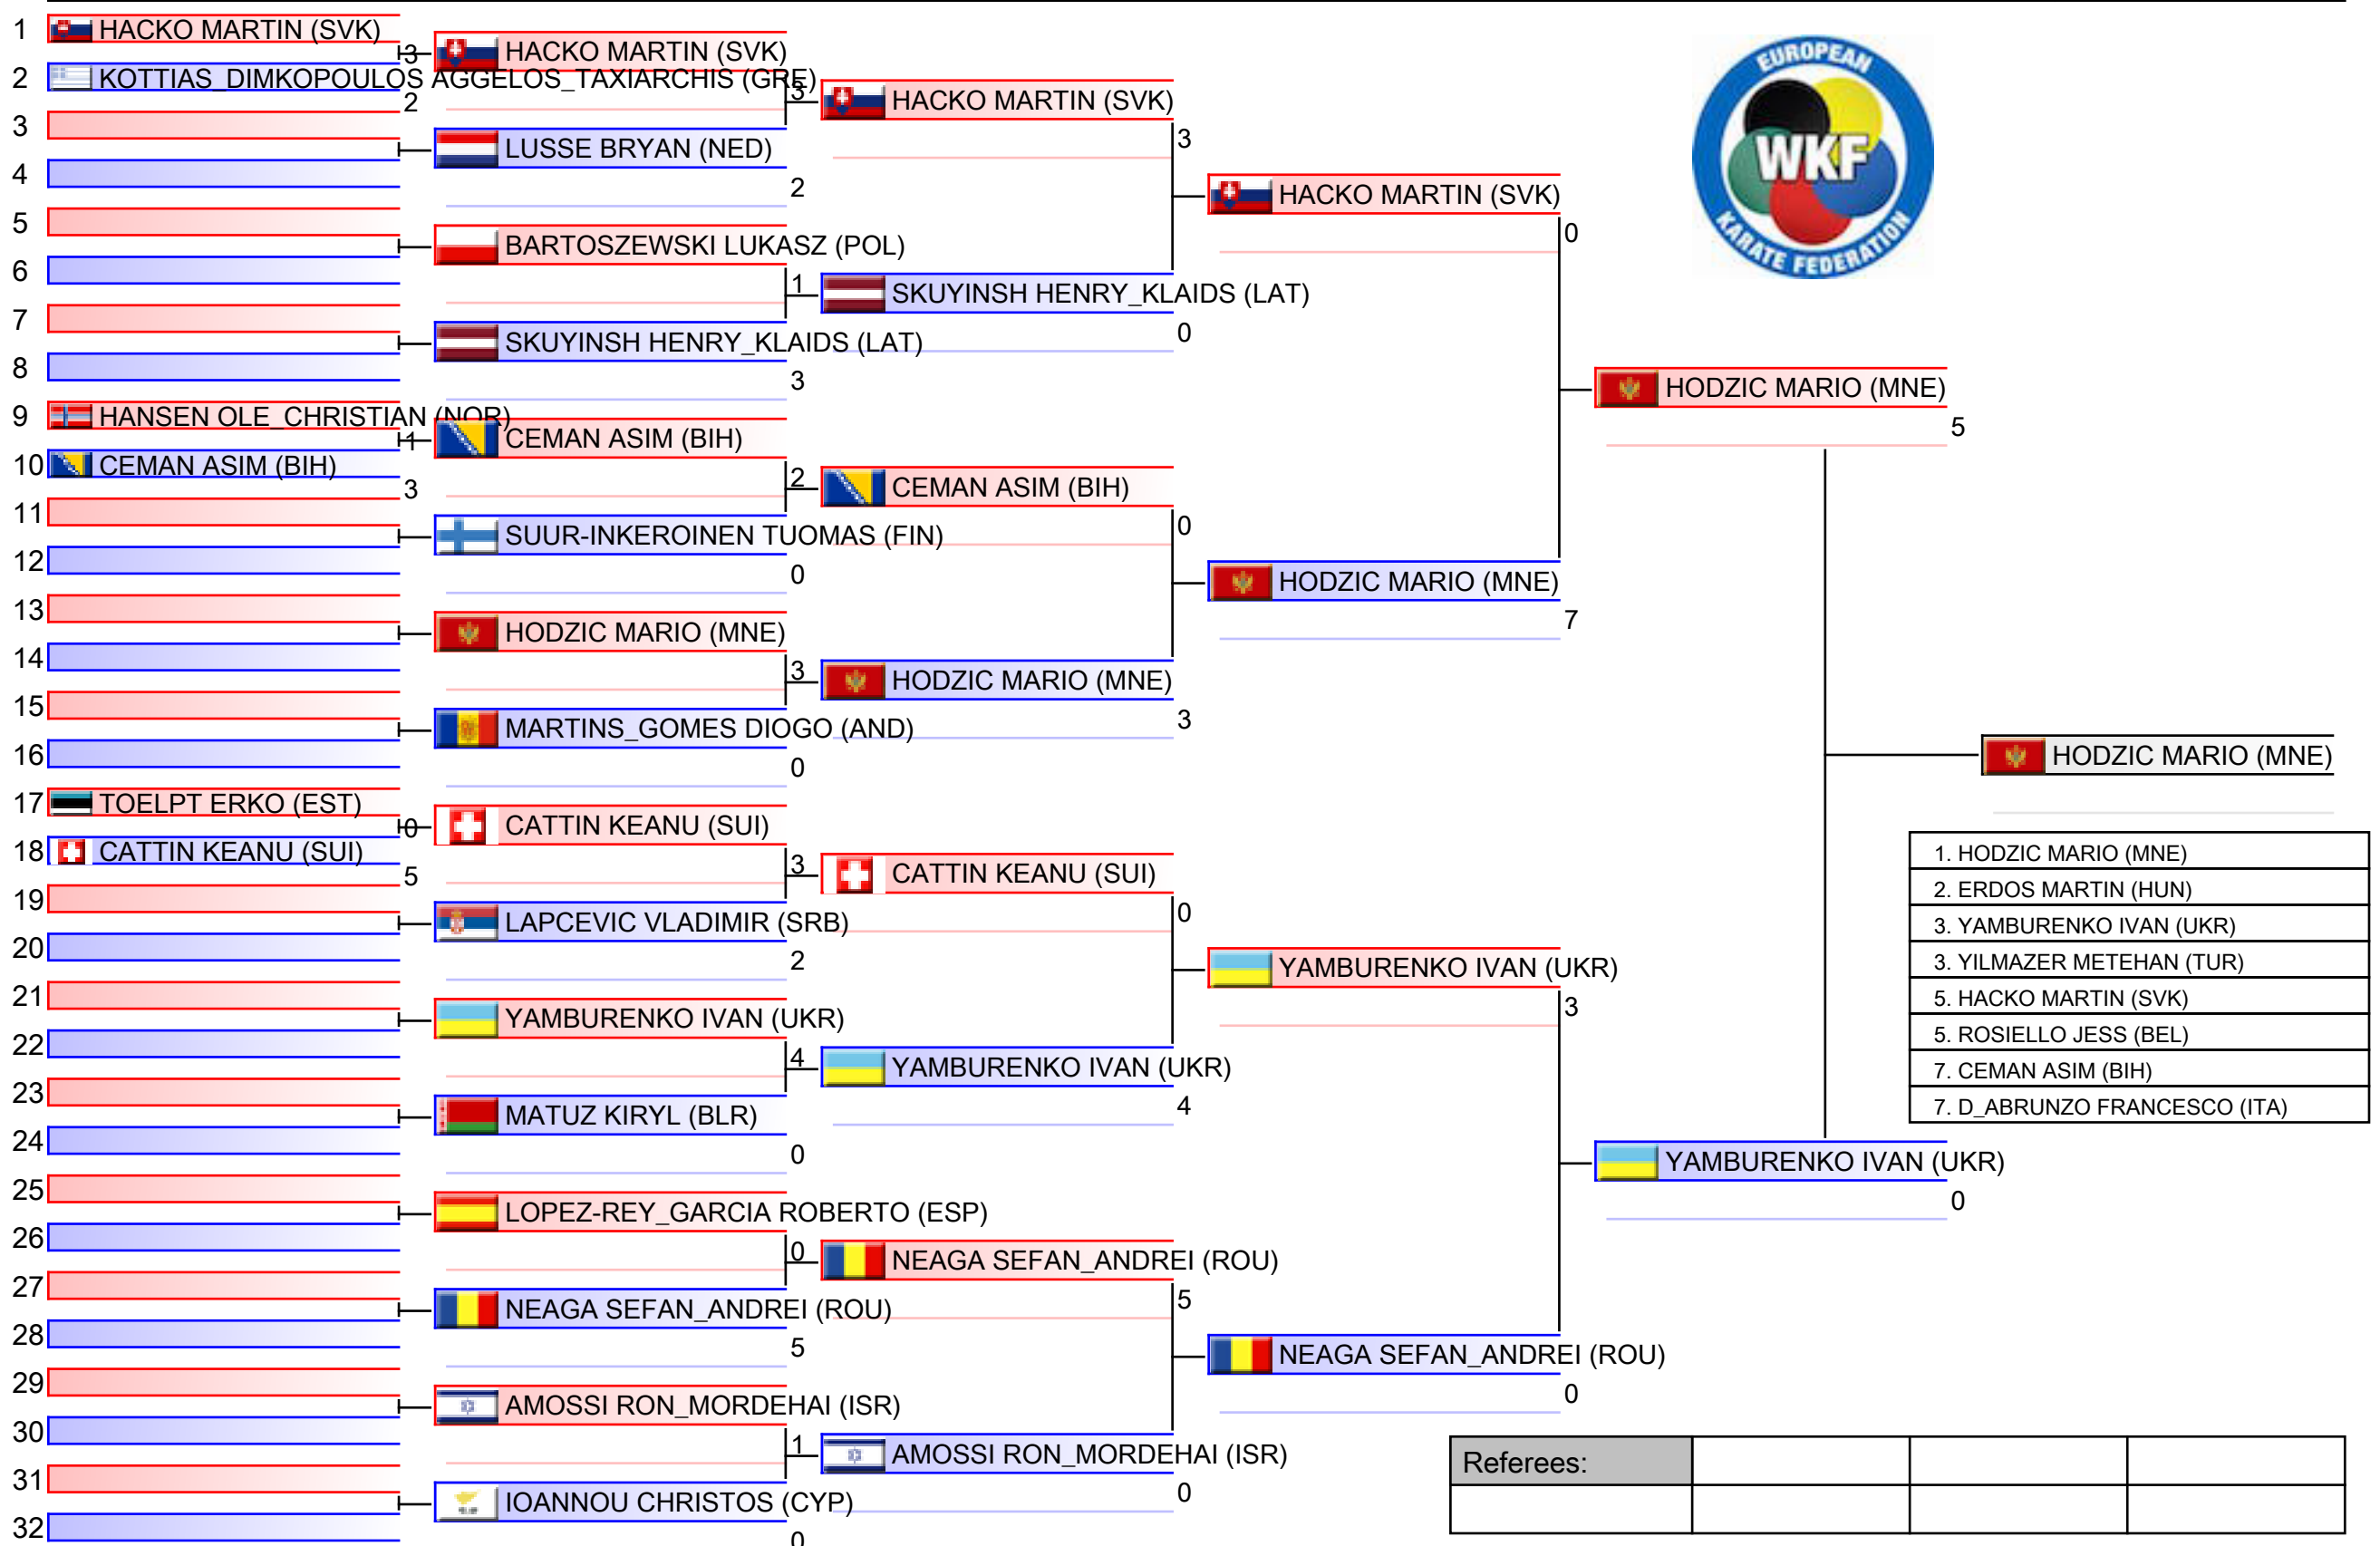 1 HACKO MARTIN (SVK)
3
2 KOTTIAS_DIMKOPOULOS AGGELOS_TAXIARCHIS (GRE)
2
3
4
5
6
7
8
9 HANSEN OLE_CHRISTIAN (NOR)
1
10 CEMAN ASIM (BIH)
3
11
12
13
14
15
16
17 TOELPT ERKO (EST)
0
18 CATTIN KEANU (SUI)
5
19
20
21
22
23
24
25
26
27
28
29
30
31
32
HACKO MARTIN (SVK)
3
LUSSE BRYAN (NED)
2
BARTOSZEWSKI LUKASZ (POL)
1
SKUYINSH HENRY_KLAIDS (LAT)
3
CEMAN ASIM (BIH)
2
SUUR-INKEROINEN TUOMAS (FIN)
0
HODZIC MARIO (MNE)
3
MARTINS_GOMES DIOGO (AND)
0
CATTIN KEANU (SUI)
3
LAPCEVIC VLADIMIR (SRB)
2
YAMBURENKO IVAN (UKR)
4
MATUZ KIRYL (BLR)
0
LOPEZ-REY_GARCIA ROBERTO (ESP)
0
NEAGA SEFAN_ANDREI (ROU)
5
AMOSSI RON_MORDEHAI (ISR)
1
IOANNOU CHRISTOS (CYP)
0
HACKO MARTIN (SVK)
3
SKUYINSH HENRY_KLAIDS (LAT)
0
CEMAN ASIM (BIH)
0
HODZIC MARIO (MNE)
3
CATTIN KEANU (SUI)
0
YAMBURENKO IVAN (UKR)
4
NEAGA SEFAN_ANDREI (ROU)
5
AMOSSI RON_MORDEHAI (ISR)
0
HACKO MARTIN (SVK)
0
HODZIC MARIO (MNE)
7
YAMBURENKO IVAN (UKR)
3
NEAGA SEFAN_ANDREI (ROU)
0
EUROPEAN
WKF
KARATE FEDERATION
HODZIC MARIO (MNE)
5
YAMBURENKO IVAN (UKR)
0
HODZIC MARIO (MNE)
1. HODZIC MARIO (MNE)
2. ERDOS MARTIN (HUN)
3. YAMBURENKO IVAN (UKR)
3. YILMAZER METEHAN (TUR)
5. HACKO MARTIN (SVK)
5. ROSIELLO JESS (BEL)
7. CEMAN ASIM (BIH)
7. D_ABRUNZO FRANCESCO (ITA)
Referees: